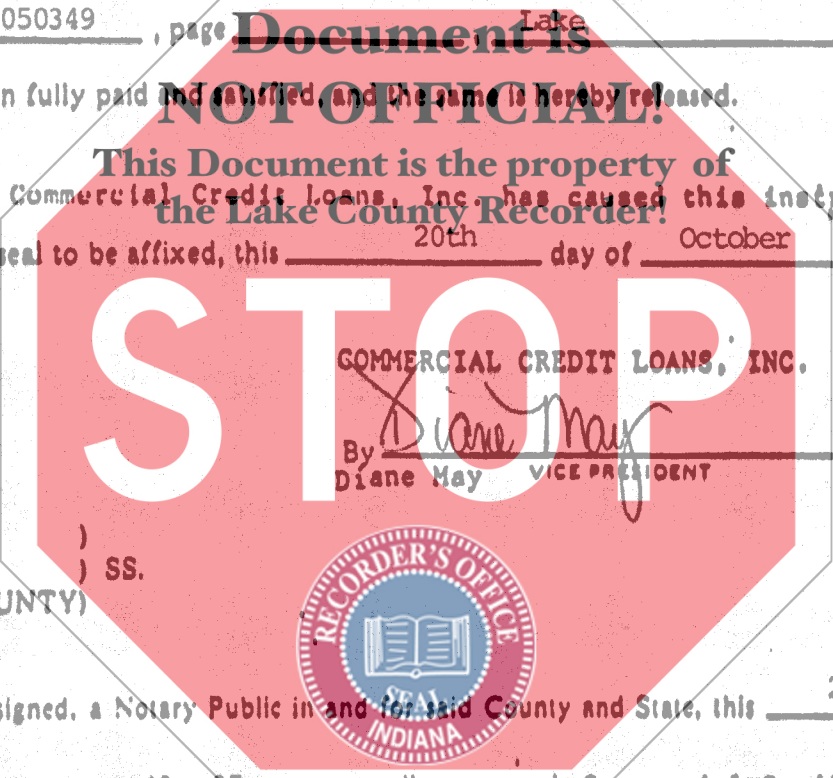 050349 , page Lake
Document is
n fully paid and satisfied, and the same is hereby released.
NOT OFFICIAL!
This Document is the property of
Commercial Credit Loans, Inc. has caused this
the Lake County Recorder!
seal to be affixed, this 20th day of October
STOP
COMMERCIAL CREDIT LOANS, INC.
Diane May
By
Diane May VICE PRESIDENT
)
) SS.
UNTY)
RECORDER'S OFFICE
SEAL
INDIANA
signed, a Notary Public in and for said County and State, this